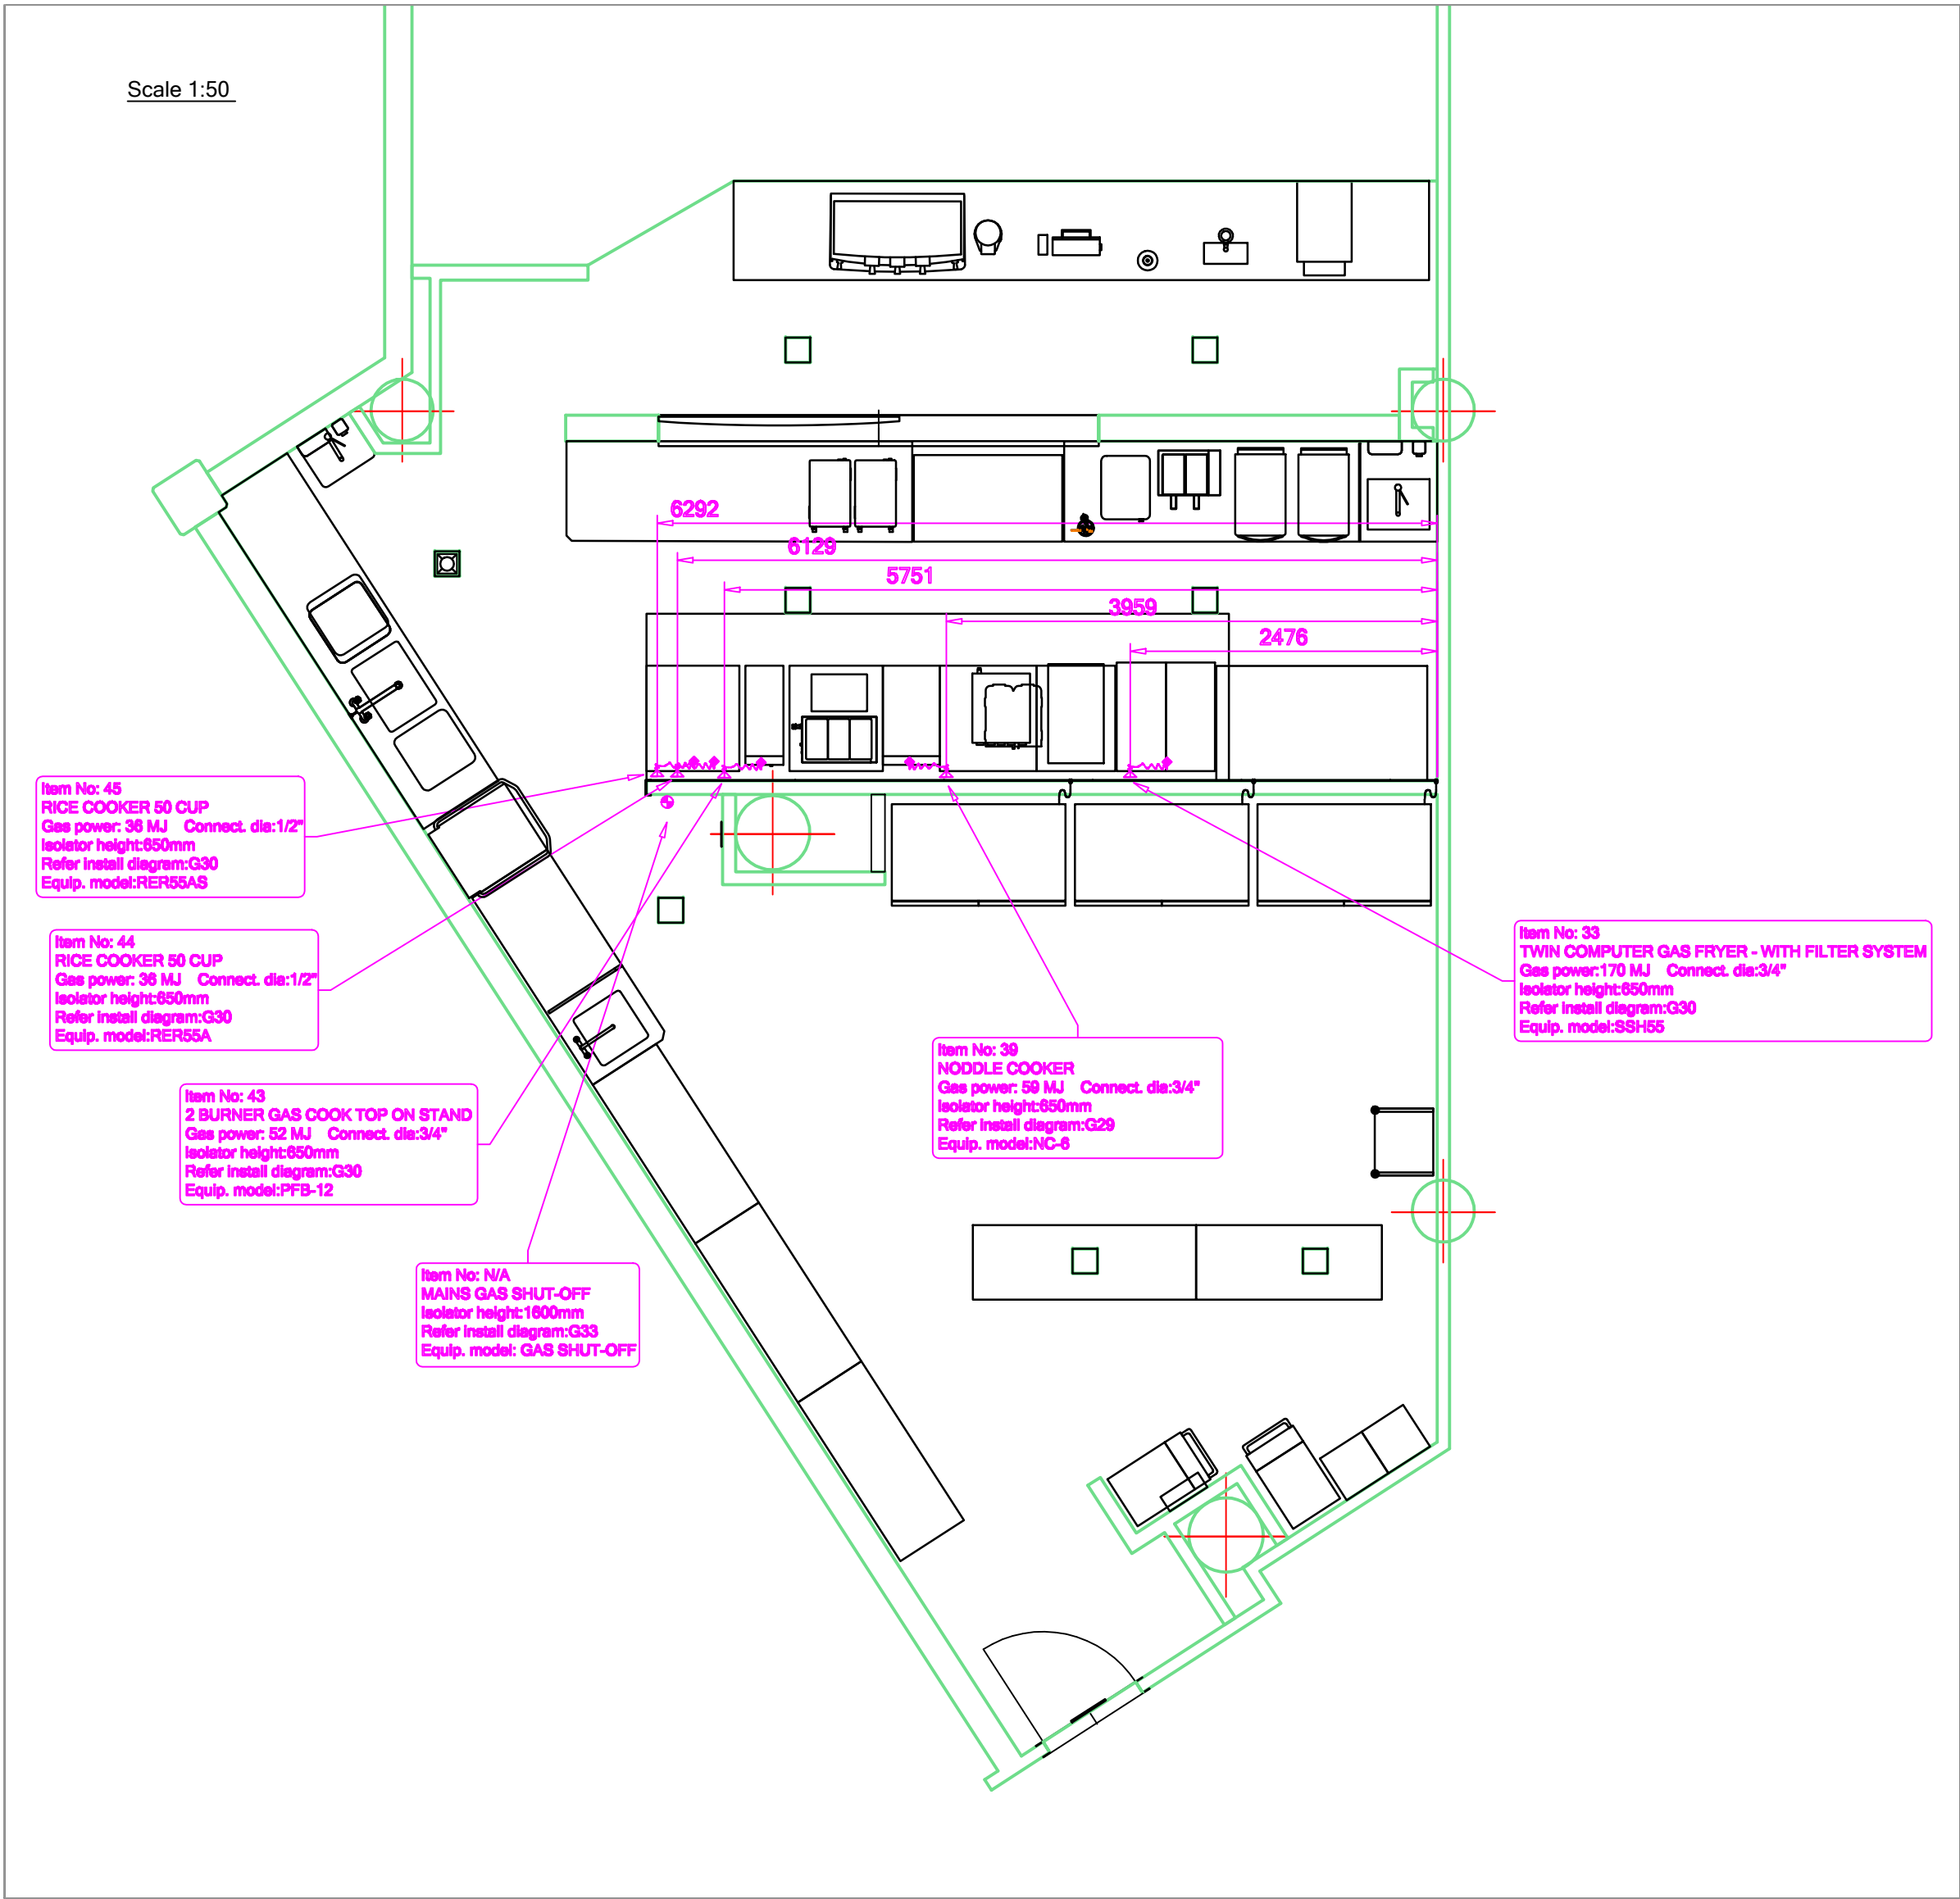 Scale 1:50
6292
6129
5751
3959
2476
Item No: 45
RICE COOKER 50 CUP
Gas power: 36 MJ Connect. dia:1/2"
Isolator height:650mm
Refer install diagram:G30
Equip. model:RER55AS
Item No: 44
RICE COOKER 50 CUP
Gas power: 36 MJ Connect. dia:1/2"
Isolator height:650mm
Refer install diagram:G30
Equip. model:RER55A
Item No: 43
2 BURNER GAS COOK TOP ON STAND
Gas power: 52 MJ Connect. dia:3/4"
Isolator height:650mm
Refer install diagram:G30
Equip. model:PFB-12
Item No: N/A
MAINS GAS SHUT-OFF
Isolator height:1600mm
Refer install diagram:G33
Equip. model: GAS SHUT-OFF
Item No: 39
NODDLE COOKER
Gas power: 59 MJ Connect. dia:3/4"
Isolator height:650mm
Refer install diagram:G29
Equip. model:NC-6
Item No: 33
TWIN COMPUTER GAS FRYER - WITH FILTER SYSTEM
Gas power:170 MJ Connect. dia:3/4"
Isolator height:650mm
Refer install diagram:G30
Equip. model:SSH55